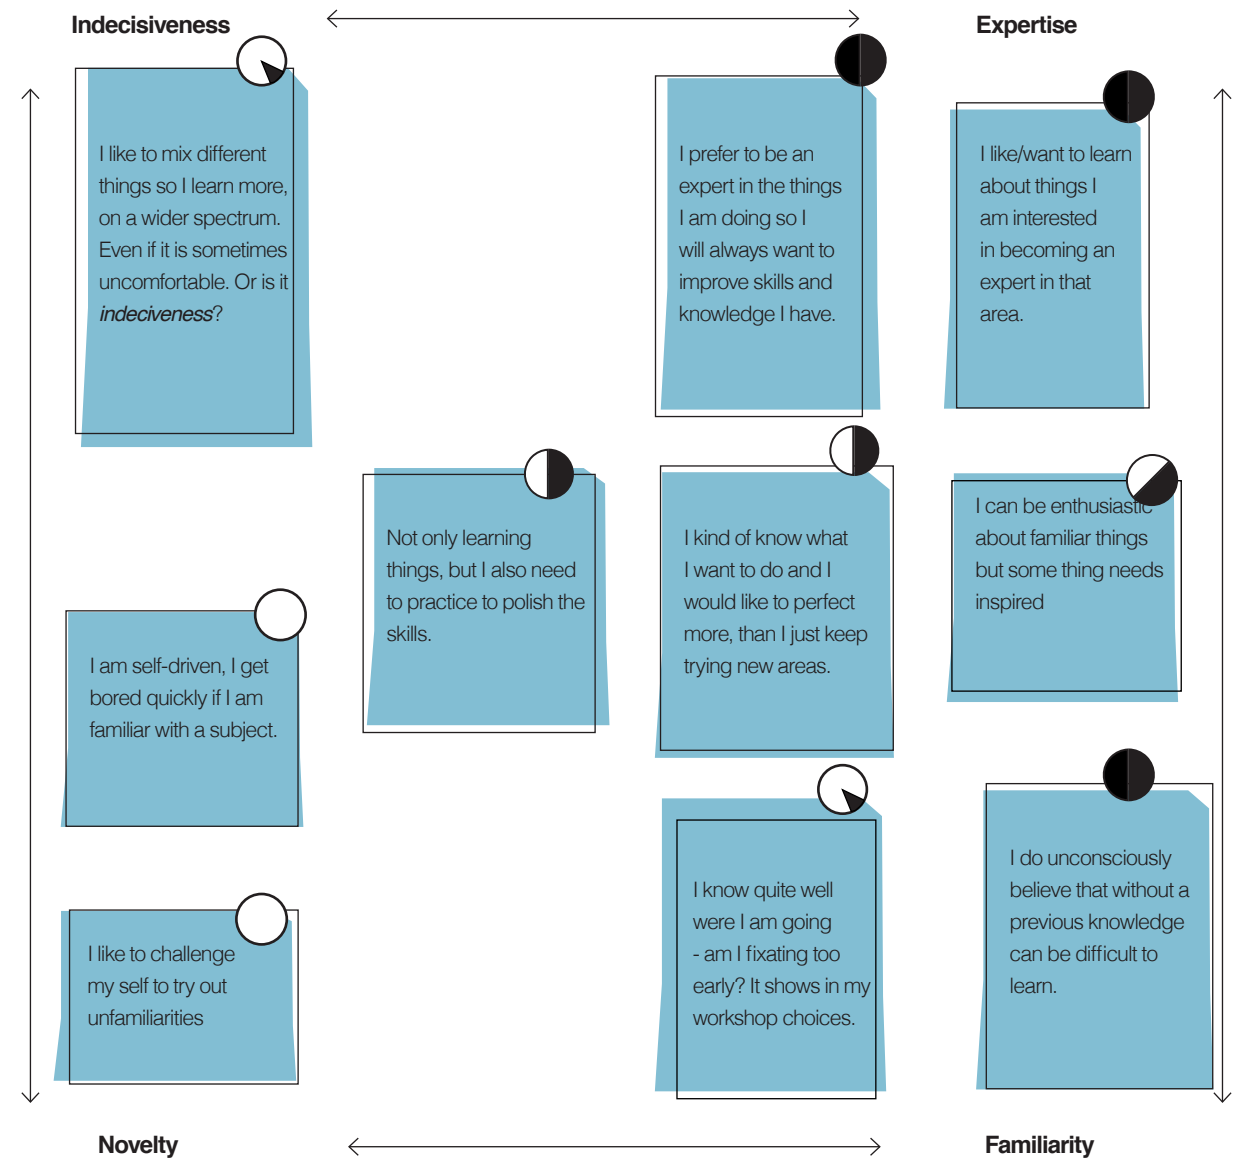 Indecisiveness
Expertise
I like to mix different
things so I learn more,
on a wider spectrum.
Even if it is sometimes
uncomfortable. Or is it
indeciveness?
I prefer to be an
expert in the things
I am doing so I
will always want to
improve skills and
knowledge I have.
I like/want to learn
about things I
am interested
in becoming an
expert in that
area.
Not only learning
things, but I also need
to practice to polish the
skills.
I kind of know what
I want to do and I
would like to perfect
more, than I just keep
trying new areas.
I can be enthusiastic
about familiar things
but some thing needs
inspired
I am self-driven, I get
bored quickly if I am
familiar with a subject.
I like to challenge
my self to try out
unfamiliarities
I know quite well
were I am going
- am I fixating too
early? It shows in my
workshop choices.
I do unconsciously
believe that without a
previous knowledge
can be difficult to
learn.
Novelty
Familiarity